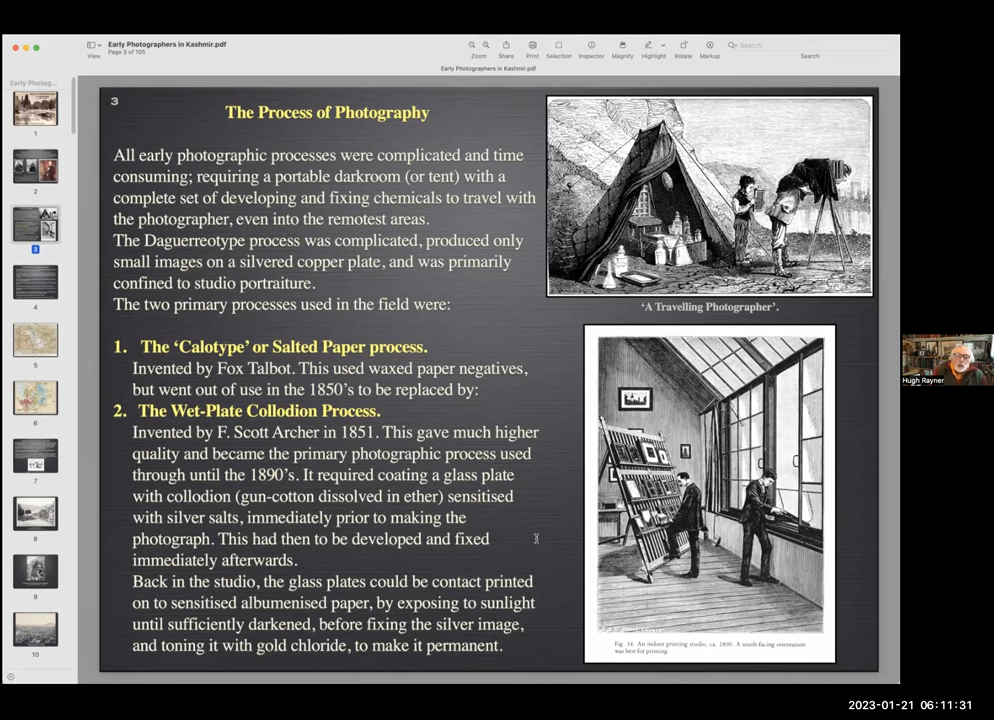 Early Photographers in Kashmir.pdf
Page 3 of 105
View
Zoom
Share
Print
Selection
Inspector
Magnify
Highlight
Rotate
Markup
Search
Search
Early Photographers in Kashmir.pdf
Early Photog...
1
2
3
4
5
6
7
8
9
10
3
The Process of Photography
All early photographic processes were complicated and time
consuming; requiring a portable darkroom (or tent) with a
complete set of developing and fixing chemicals to travel with
the photographer, even into the remotest areas.
The Daguerreotype process was complicated, produced only
small images on a silvered copper plate, and was primarily
confined to studio portraiture.
The two primary processes used in the field were:
1. The ‘Calotype’ or Salted Paper process.
Invented by Fox Talbot. This used waxed paper negatives,
but went out of use in the 1850’s to be replaced by:
2. The Wet-Plate Collodion Process.
Invented by F. Scott Archer in 1851. This gave much higher
quality and became the primary photographic process used
through until the 1890’s. It required coating a glass plate
with collodion (gun-cotton dissolved in ether) sensitised
with silver salts, immediately prior to making the
photograph. This had then to be developed and fixed
immediately afterwards.
Back in the studio, the glass plates could be contact printed
on to sensitised albumenised paper, by exposing to sunlight
until sufficiently darkened, before fixing the silver image,
and toning it with gold chloride, to make it permanent.
‘A Travelling Photographer’.
Fig. 34. An indoor printing studio, ca. 1890. A south-facing orientation
was best for printing.
Hugh Rayner
2023-01-21 06:11:31